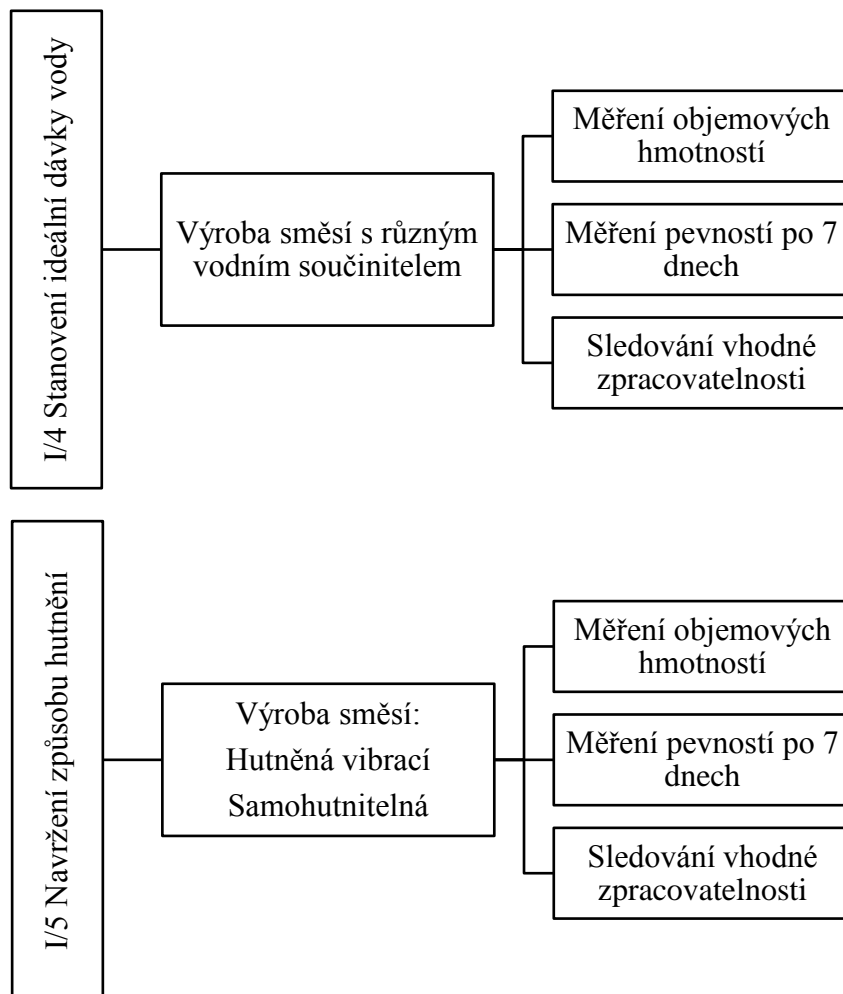 I/4 Stanovení ideální dávky vody
Výroba směsí s různým
vodním součinitelem
Měření objemových
hmotností
Měření pevností po 7
dnech
Sledování vhodné
zpracovatelnosti
I/5 Navržení způsobu hutnění
Výroba směsí:
Hutněná vibrací
Samohutnitelná
Měření objemových
hmotností
Měření pevností po 7
dnech
Sledování vhodné
zpracovatelnosti